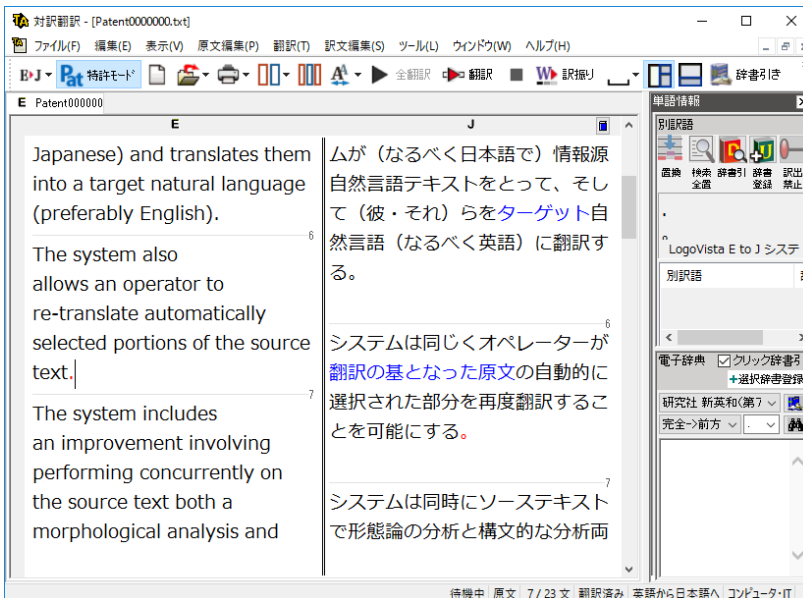 対訳翻訳 - [Patent0000000.txt]
ファイル(F) 編集(E) 表示(V) 原文編集(P) 翻訳(T) 訳文編集(S) ツール(L) ウィンドウ(W) ヘルプ(H)
E J Pat 特許モード 全翻訳 翻訳 W 訳振り 辞書引き
E Patent000000
E
Japanese) and translates them
into a target natural language
(preferably English).
6
The system also
allows an operator to
re-translate automatically
selected portions of the source
text.
7
The system includes
an improvement involving
performing concurrently on
the source text both a
morphological analysis and
J
ムが（なるべく日本語で）情報源
自然言語テキストをとって、そし
て（彼・それ）らをターゲット自
然言語（なるべく英語）に翻訳す
る。
6
システムは同じくオペレーターが
翻訳の基となった原文の自動的に
選択された部分を再度翻訳するこ
とを可能にする。
7
システムは同時にソーステキスト
で形態論の分析と構文的な分析両
単語情報
別訳語
置換 検索 辞書引 辞書 訳出
全置 登録 禁止
LogoVista E to J システ
別訳語
電子辞典 クリック辞書引
+選択辞書登録
研究社 新英和(第7
完全->前方 .
待機中 原文 7 / 23 文 翻訳済み 英語から日本語へ コンピュータ・IT